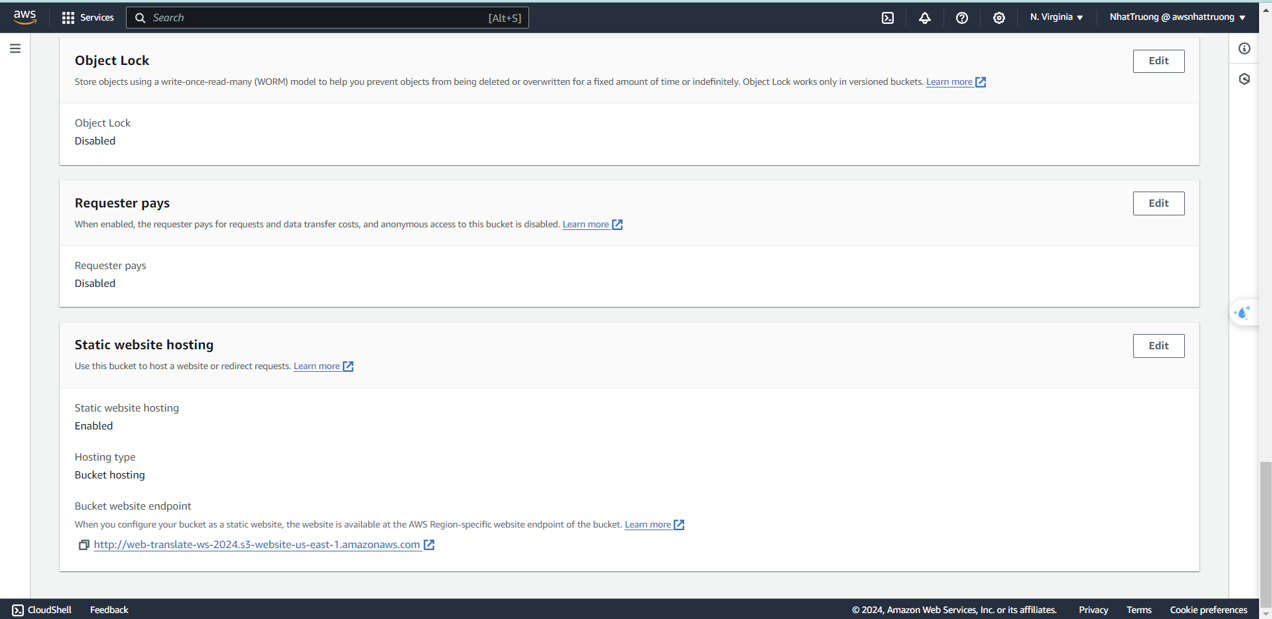 aws
Services
Search
[Alt+S]
N. Virginia
NhatTruong @ awsnhattruong
Object Lock
Edit
Store objects using a write-once-read-many (WORM) model to help you prevent objects from being deleted or overwritten for a fixed amount of time or indefinitely. Object Lock works only in versioned buckets. Learn more
Object Lock
Disabled
Requester pays
Edit
When enabled, the requester pays for requests and data transfer costs, and anonymous access to this bucket is disabled. Learn more
Requester pays
Disabled
Static website hosting
Edit
Use this bucket to host a website or redirect requests. Learn more
Static website hosting
Enabled
Hosting type
Bucket hosting
Bucket website endpoint
When you configure your bucket as a static website, the website is available at the AWS Region-specific website endpoint of the bucket. Learn more
http://web-translate-ws-2024.s3-website-us-east-1.amazonaws.com
CloudShell
Feedback
© 2024, Amazon Web Services, Inc. or its affiliates.
Privacy
Terms
Cookie preferences